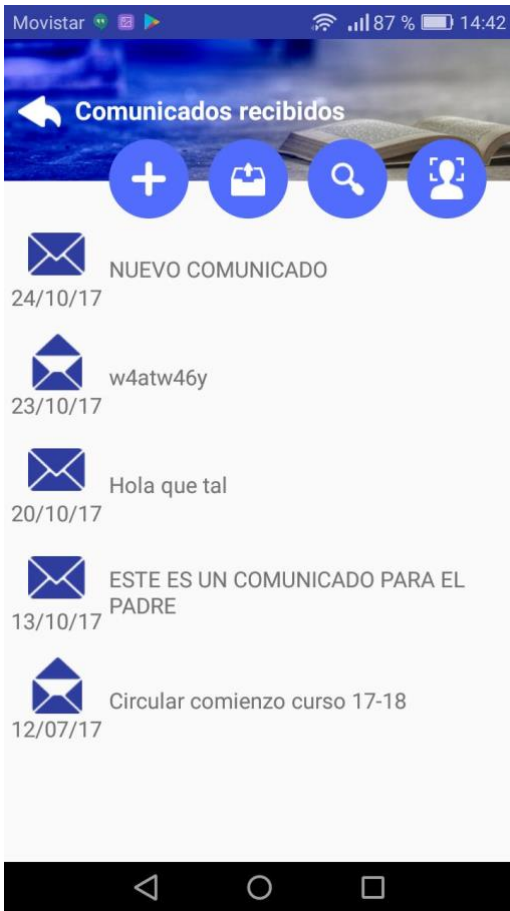 Movistar 87 % 14:42
Comunicados recibidos
NUEVO COMUNICADO
24/10/17
w4atw46y
23/10/17
Hola que tal
20/10/17
ESTE ES UN COMUNICADO PARA EL
PADRE
13/10/17
Circular comienzo curso 17-18
12/07/17